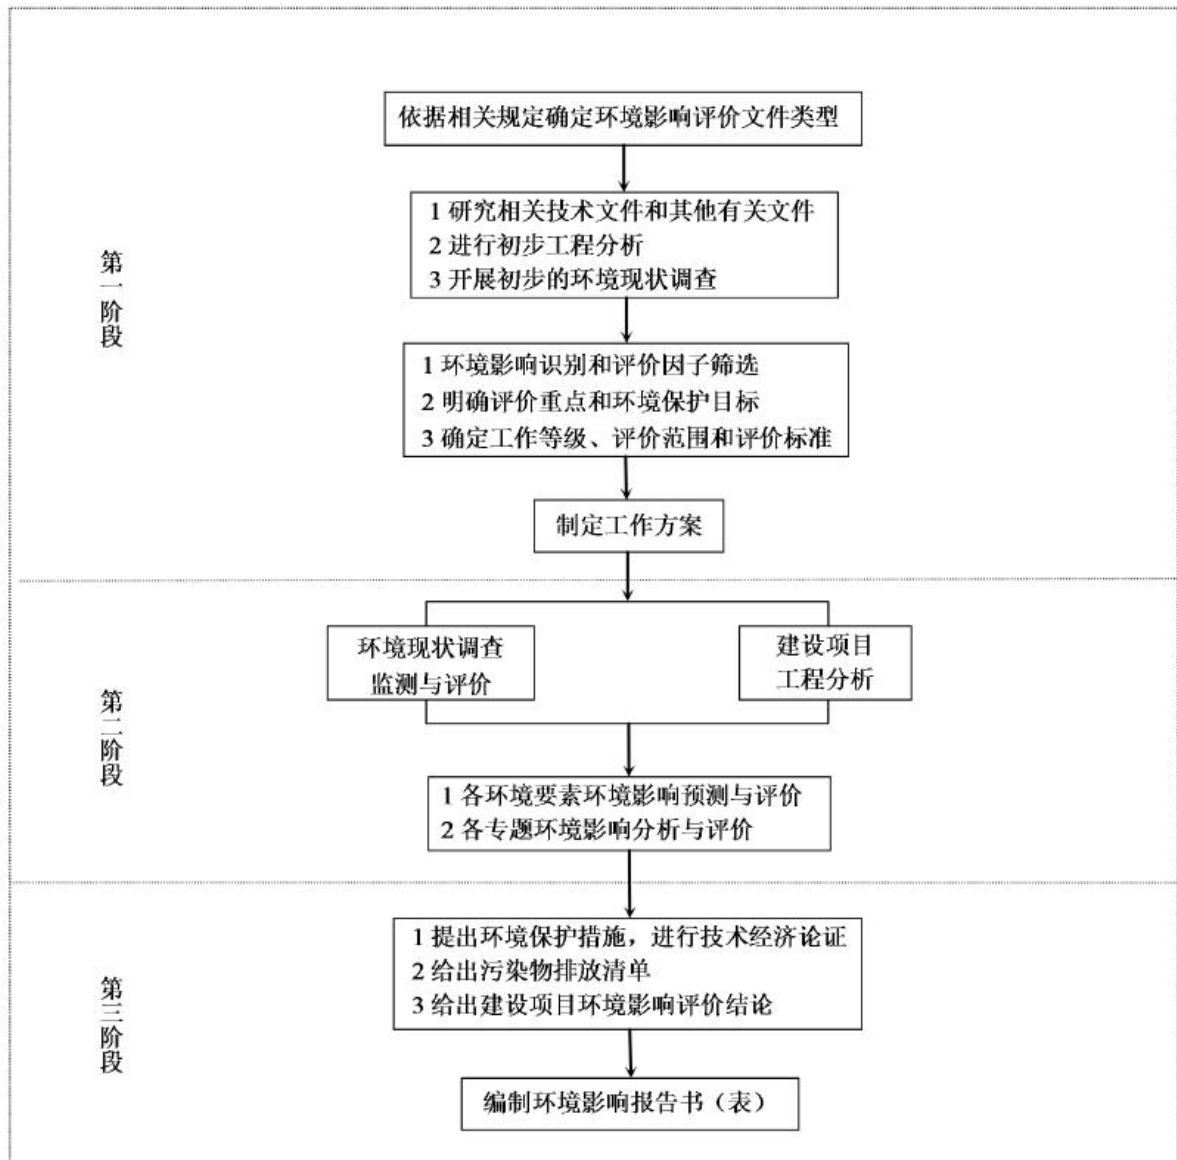 依据相关规定确定环境影响评价文件类型
1 研究相关技术文件和其他有关文件
2 进行初步工程分析
3 开展初步的环境现状调查
第一阶段
1 环境影响识别和评价因子筛选
2 明确评价重点和环境保护目标
3 确定工作等级、评价范围和评价标准
制定工作方案
环境现状调查
监测与评价
建设项目
工程分析
第二阶段
1 各环境要素环境影响预测与评价
2 各专题环境影响分析与评价
1 提出环境保护措施，进行技术经济论证
2 给出污染物排放清单
3 给出建设项目环境影响评价结论
第三阶段
编制环境影响报告书（表）